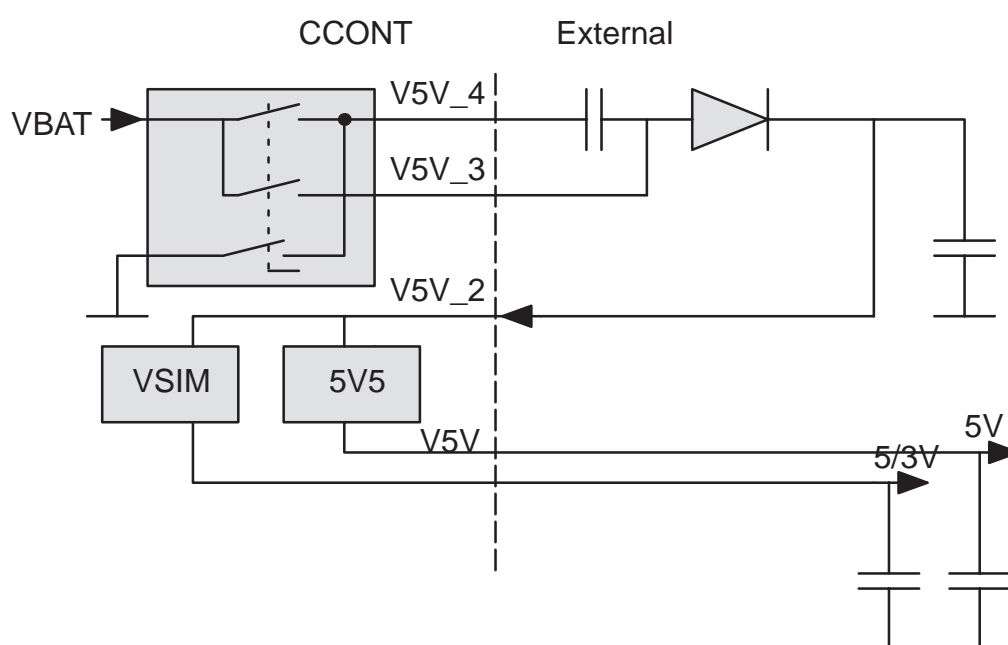 CCONT External
V5V_4
VBAT
V5V_3
V5V_2
VSIM 5V5
5V
V5V
5/3V